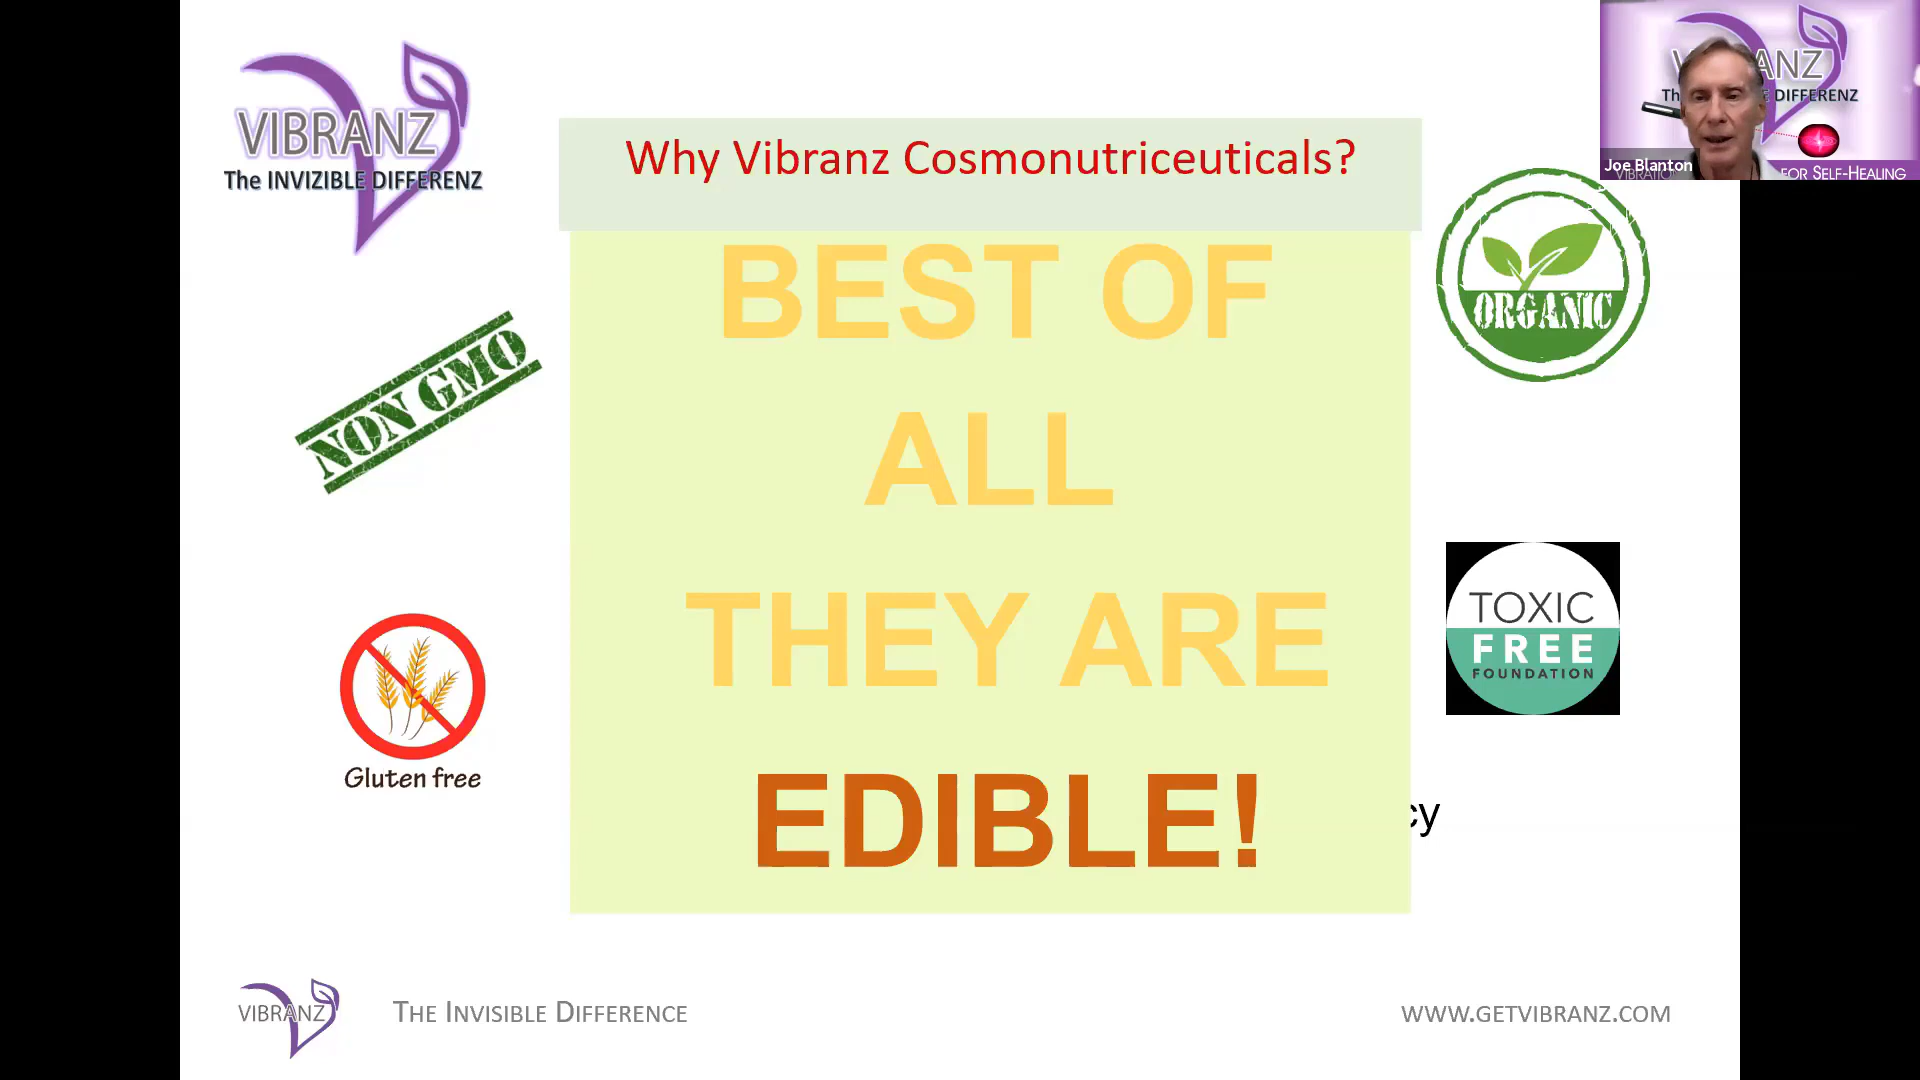 VIBRANZ
The INVIZIBLE DIFFERENZ
Why Vibranz Cosmonutriceuticals?
BEST OF
ALL
THEY ARE
EDIBLE!
NON GMO
Gluten free
ORGANIC
TOXIC
FREE
FOUNDATION
cy
ANZ
DIFFERENZ
Joe Blanton
FOR SELF-HEALING
VIBRANZ
THE INVISIBLE DIFFERENCE
WWW.GETVIBRANZ.COM